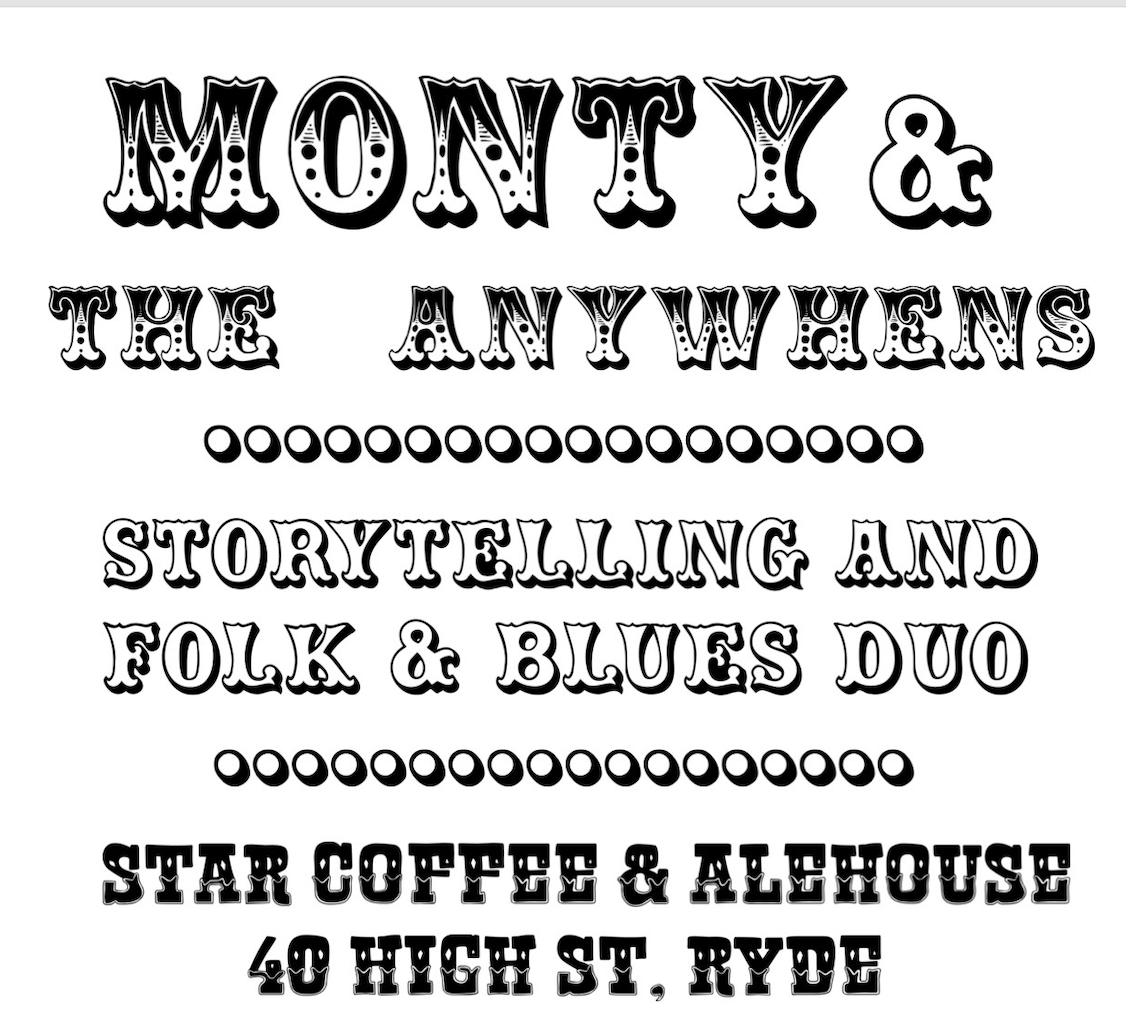 MONTY &
THE ANYWHENS
STORYTELLING AND
FOLK & BLUES DUO
STAR COFFEE & ALEHOUSE
40 HIGH ST, RYDE